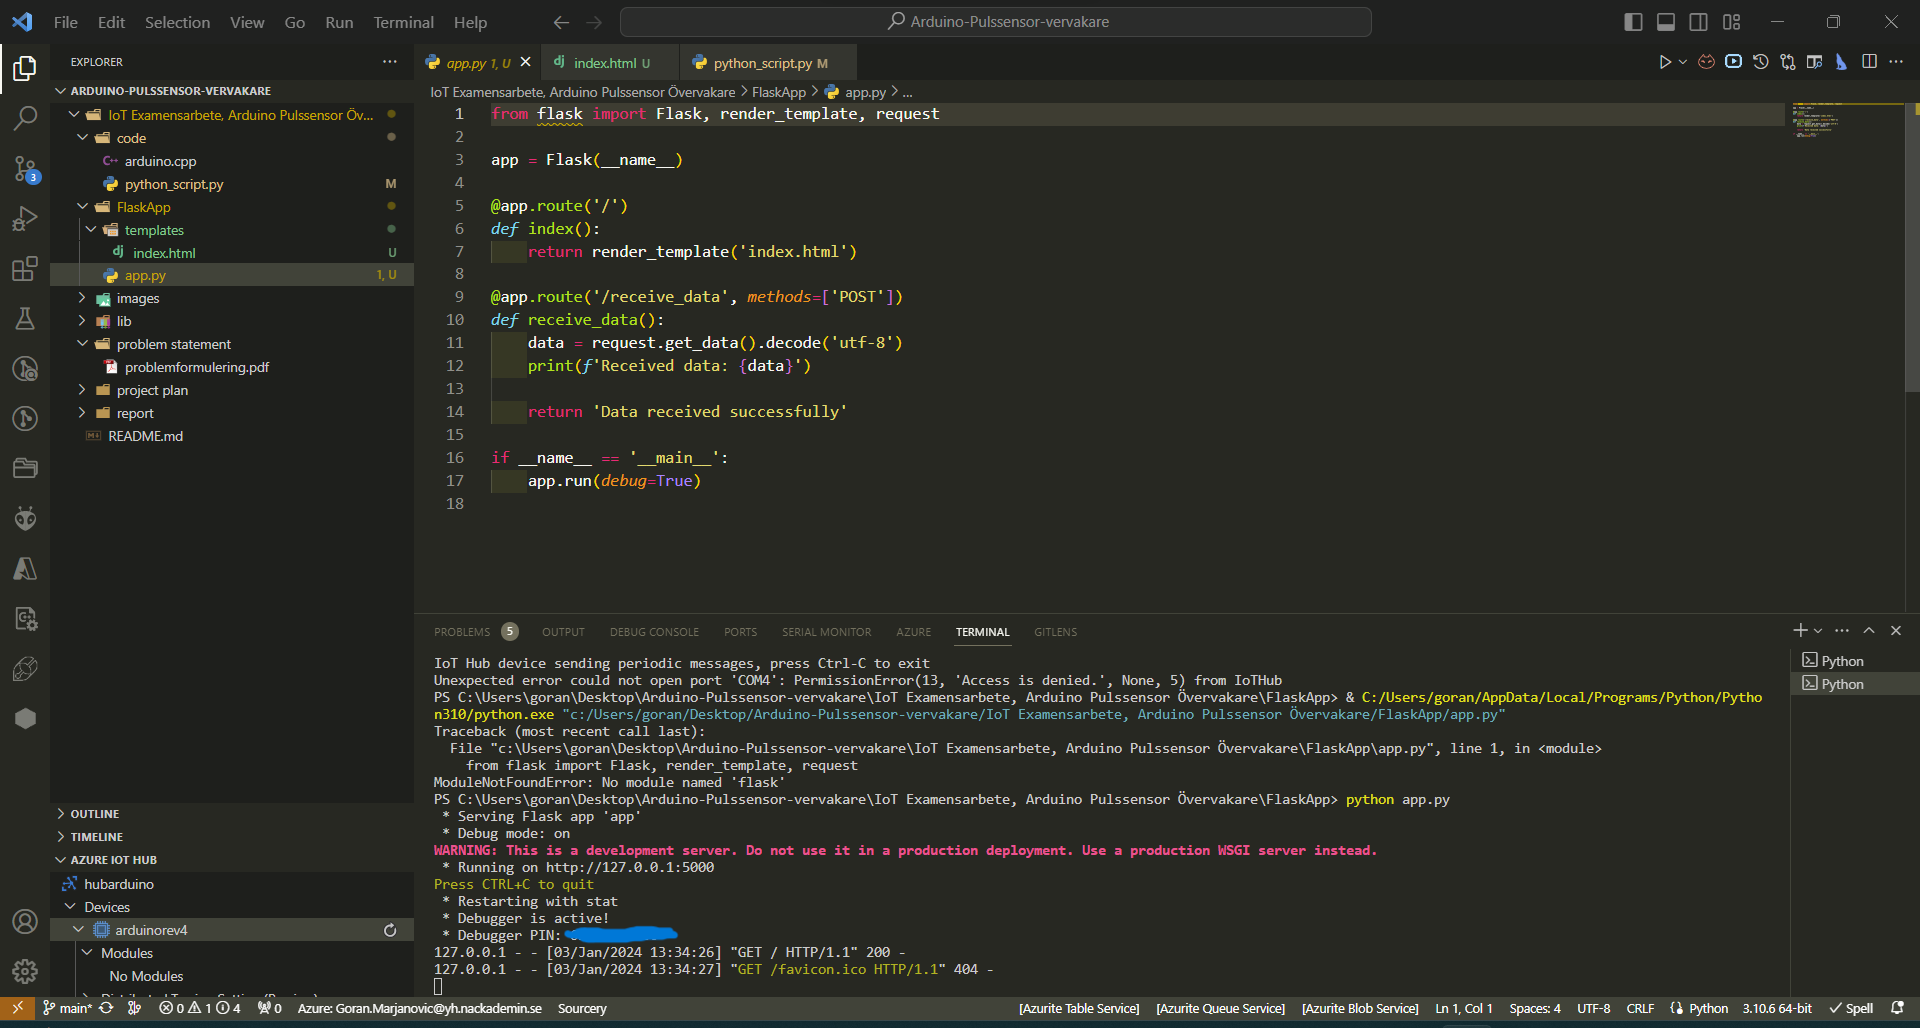 File Edit Selection View Go Run Terminal Help
Arduino-Pulssensor-vervakare
EXPLORER
ARDUINO-PULSSENSOR-VERVAKARE
IoT Examensarbete, Arduino Pulssensor Öv...
code
arduino.cpp
python_script.py M
FlaskApp
templates
index.html U
app.py 1, U
images
lib
problem statement
problemformulering.pdf
project plan
report
README.md
OUTLINE
TIMELINE
AZURE IOT HUB
hubarduino
Devices
arduinorev4
Modules
No Modules
app.py 1, U
index.html U
python_script.py M
IoT Examensarbete, Arduino Pulssensor Övervakare > FlaskApp > app.py > ...
1 from flask import Flask, render_template, request
2
3 app = Flask(__name__)
4
5 @app.route('/')
6 def index():
7 return render_template('index.html')
8
9 @app.route('/receive_data', methods=['POST'])
10 def receive_data():
11 data = request.get_data().decode('utf-8')
12 print(f'Received data: {data}')
13
14 return 'Data received successfully'
15
16 if __name__ == '__main__':
17 app.run(debug=True)
18
PROBLEMS 5 OUTPUT DEBUG CONSOLE PORTS SERIAL MONITOR AZURE TERMINAL GITLENS
IoT Hub device sending periodic messages, press Ctrl-C to exit
Unexpected error could not open port 'COM4': PermissionError(13, 'Access is denied.', None, 5) from IoTHub
PS C:\Users\goran\Desktop\Arduino-Pulssensor-vervakare\IoT Examensarbete, Arduino Pulssensor Övervakare\FlaskApp> & C:/Users/goran/AppData/Local/Programs/Python/Pytho
n310/python.exe "c:/Users/goran/Desktop/Arduino-Pulssensor-vervakare/IoT Examensarbete, Arduino Pulssensor Övervakare/FlaskApp/app.py"
Traceback (most recent call last):
File "c:\Users\goran\Desktop\Arduino-Pulssensor-vervakare\IoT Examensarbete, Arduino Pulssensor Övervakare\FlaskApp\app.py", line 1, in <module>
from flask import Flask, render_template, request
ModuleNotFoundError: No module named 'flask'
PS C:\Users\goran\Desktop\Arduino-Pulssensor-vervakare\IoT Examensarbete, Arduino Pulssensor Övervakare\FlaskApp> python app.py
* Serving Flask app 'app'
* Debug mode: on
WARNING: This is a development server. Do not use it in a production deployment. Use a production WSGI server instead.
* Running on http://127.0.0.1:5000
Press CTRL+C to quit
* Restarting with stat
* Debugger is active!
* Debugger PIN:
127.0.0.1 - - [03/Jan/2024 13:34:26] "GET / HTTP/1.1" 200 -
127.0.0.1 - - [03/Jan/2024 13:34:27] "GET /favicon.ico HTTP/1.1" 404 -
Python
Python
3
main* 0 1 4 0 Azure: Goran.Marjanovic@yh.nackademin.se Sourcery [Azurite Table Service] [Azurite Queue Service] [Azurite Blob Service] Ln 1, Col 1 Spaces: 4 UTF-8 CRLF Python 3.10.6 64-bit Spell